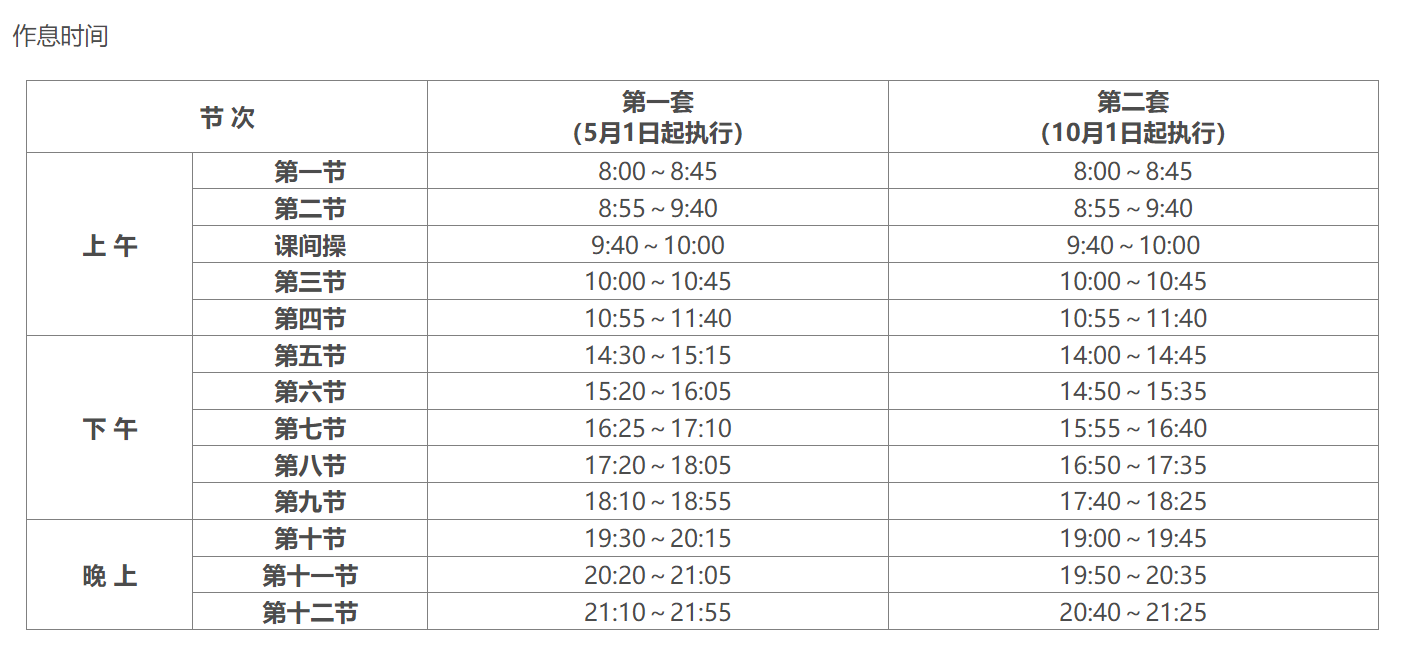 作息时间
节 次 第一套 第二套
（5月1日起执行） （10月1日起执行）
上 午
第一节 8:00～8:45 8:00～8:45
第二节 8:55～9:40 8:55～9:40
课间操 9:40～10:00 9:40～10:00
第三节 10:00～10:45 10:00～10:45
第四节 10:55～11:40 10:55～11:40
下 午
第五节 14:30～15:15 14:00～14:45
第六节 15:20～16:05 14:50～15:35
第七节 16:25～17:10 15:55～16:40
第八节 17:20～18:05 16:50～17:35
第九节 18:10～18:55 17:40～18:25
晚 上
第十节 19:30～20:15 19:00～19:45
第十一节 20:20～21:05 19:50～20:35
第十二节 21:10～21:55 20:40～21:25